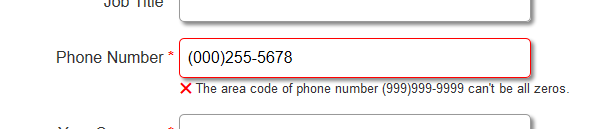 Job Title
Phone Number *
(000)255-5678
The area code of phone number (999)999-9999 can't be all zeros.